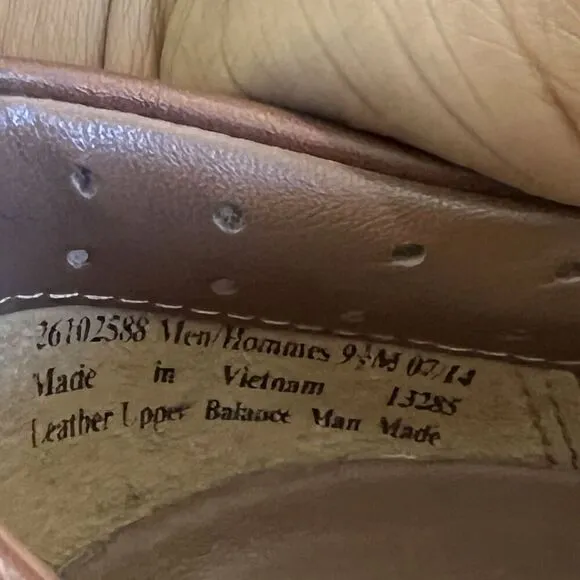 26102588 Men/Hommes 9½M 07/14
Made in Vietnam 13285
Leather Upper Balance Man Made